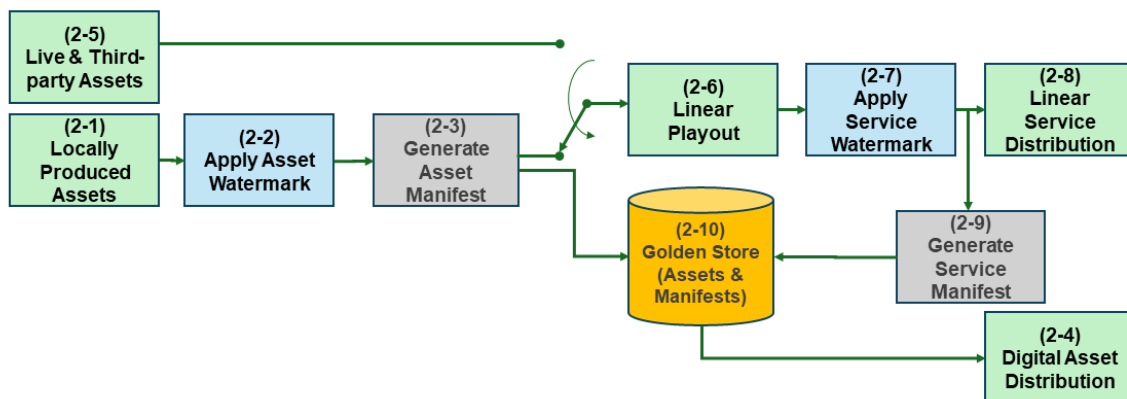 (2-5)
Live & Third-
party Assets
(2-1)
Locally
Produced
Assets
(2-2)
Apply Asset
Watermark
(2-3)
Generate
Asset
Manifest
(2-6)
Linear
Playout
(2-7)
Apply
Service
Watermark
(2-8)
Linear
Service
Distribution
(2-10)
Golden Store
(Assets &
Manifests)
(2-9)
Generate
Service
Manifest
(2-4)
Digital Asset
Distribution